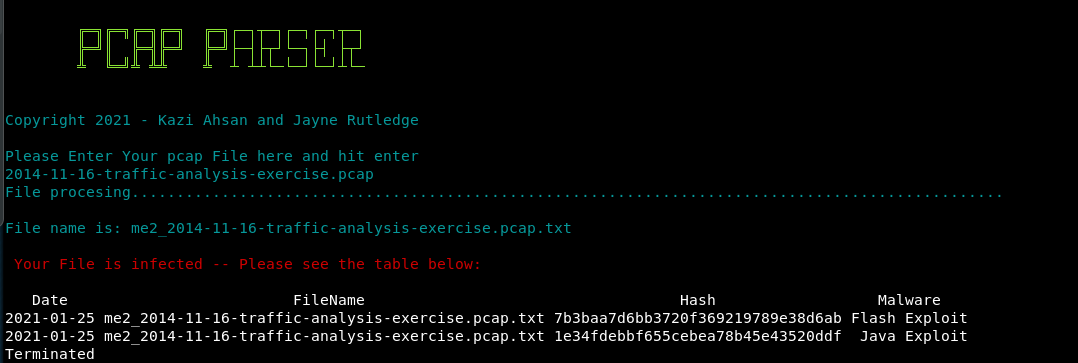 PCAP PARSER
Copyright 2021 - Kazi Ahsan and Jayne Rutledge
Please Enter Your pcap File here and hit enter
2014-11-16-traffic-analysis-exercise.pcap
File procesing.................................................................................................
File name is: me2_2014-11-16-traffic-analysis-exercise.pcap.txt
Your File is infected -- Please see the table below:
Date FileName Hash Malware
2021-01-25 me2_2014-11-16-traffic-analysis-exercise.pcap.txt 7b3baa7d6bb3720f369219789e38d6ab Flash Exploit
2021-01-25 me2_2014-11-16-traffic-analysis-exercise.pcap.txt 1e34fdebbf655cebea78b45e43520ddf Java Exploit
Terminated